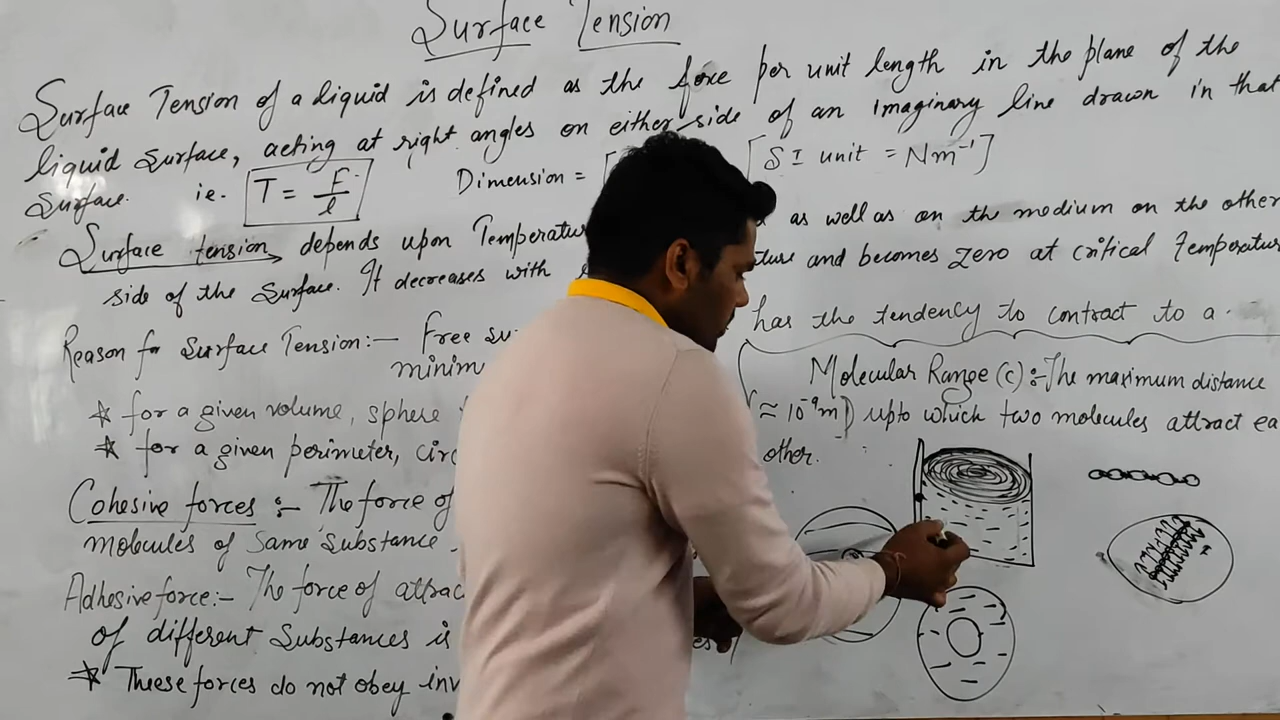 Surface Tension
Surface Tension of a liquid is defined as the force per unit length in the plane of the
liquid surface, acting at right angles on either side of an imaginary line drawn in that
surface. ie. T = F/l Dimension = [ [SI unit = Nm⁻¹]
Surface tension depends upon Temperatu as well as on the medium on the other
side of the surface. It decreases with ture and becomes zero at critical temperatur
Reason for Surface Tension:— Free su has the tendency to contract to a
minim
Molecular Range (c):- The maximum distance
(≈ 10⁻⁹m) upto which two molecules attract ea
other.
* for a given volume, sphere
* for a given perimeter, circ
Cohesive forces :- The force of
molecules of same substance.
Adhesive force:- The force of attrac
of different substances is
* These forces do not obey inv